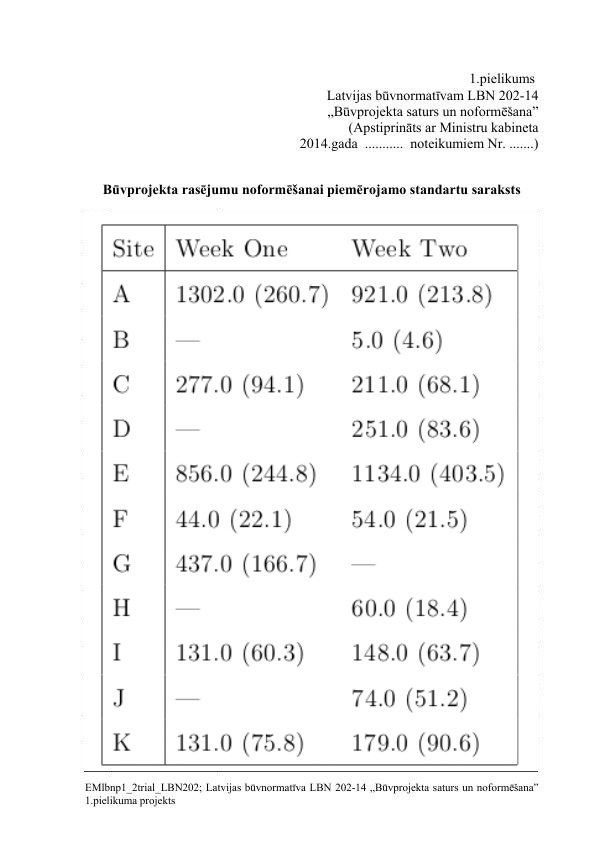 1.pielikums
Latvijas būvnormatīvam LBN 202-14
„Būvprojekta saturs un noformēšana”
(Apstiprināts ar Ministru kabineta
2014.gada ........... noteikumiem Nr. .......)
Būvprojekta rasējumu noformēšanai piemērojamo standartu saraksts
Site Week One Week Two
A 1302.0 (260.7) 921.0 (213.8)
B — 5.0 (4.6)
C 277.0 (94.1) 211.0 (68.1)
D — 251.0 (83.6)
E 856.0 (244.8) 1134.0 (403.5)
F 44.0 (22.1) 54.0 (21.5)
G 437.0 (166.7) —
H — 60.0 (18.4)
I 131.0 (60.3) 148.0 (63.7)
J — 74.0 (51.2)
K 131.0 (75.8) 179.0 (90.6)
EMlbnp1_2trial_LBN202; Latvijas būvnormatīva LBN 202-14 „Būvprojekta saturs un noformēšana”
1.pielikuma projekts